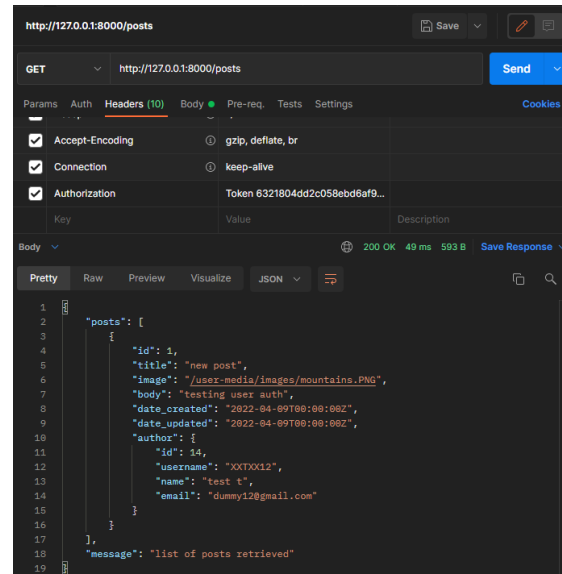 http://127.0.0.1:8000/posts Save
GET http://127.0.0.1:8000/posts Send
Params Auth Headers (10) Body Pre-req. Tests Settings Cookies
Accept-Encoding gzip, deflate, br
Connection keep-alive
Authorization Token 6321804dd2c058ebd6af9...
Key Value Description
Body 200 OK 49 ms 593 B Save Response
Pretty Raw Preview Visualize JSON
1 {
2 "posts": [
3 {
4 "id": 1,
5 "title": "new post",
6 "image": "/user-media/images/mountains.PNG",
7 "body": "testing user auth",
8 "date_created": "2022-04-09T00:00:00Z",
9 "date_updated": "2022-04-09T00:00:00Z",
10 "author": {
11 "id": 14,
12 "username": "XXTXX12",
13 "name": "test t",
14 "email": "dummy12@gmail.com"
15 }
16 }
17 ],
18 "message": "list of posts retrieved"
19 }